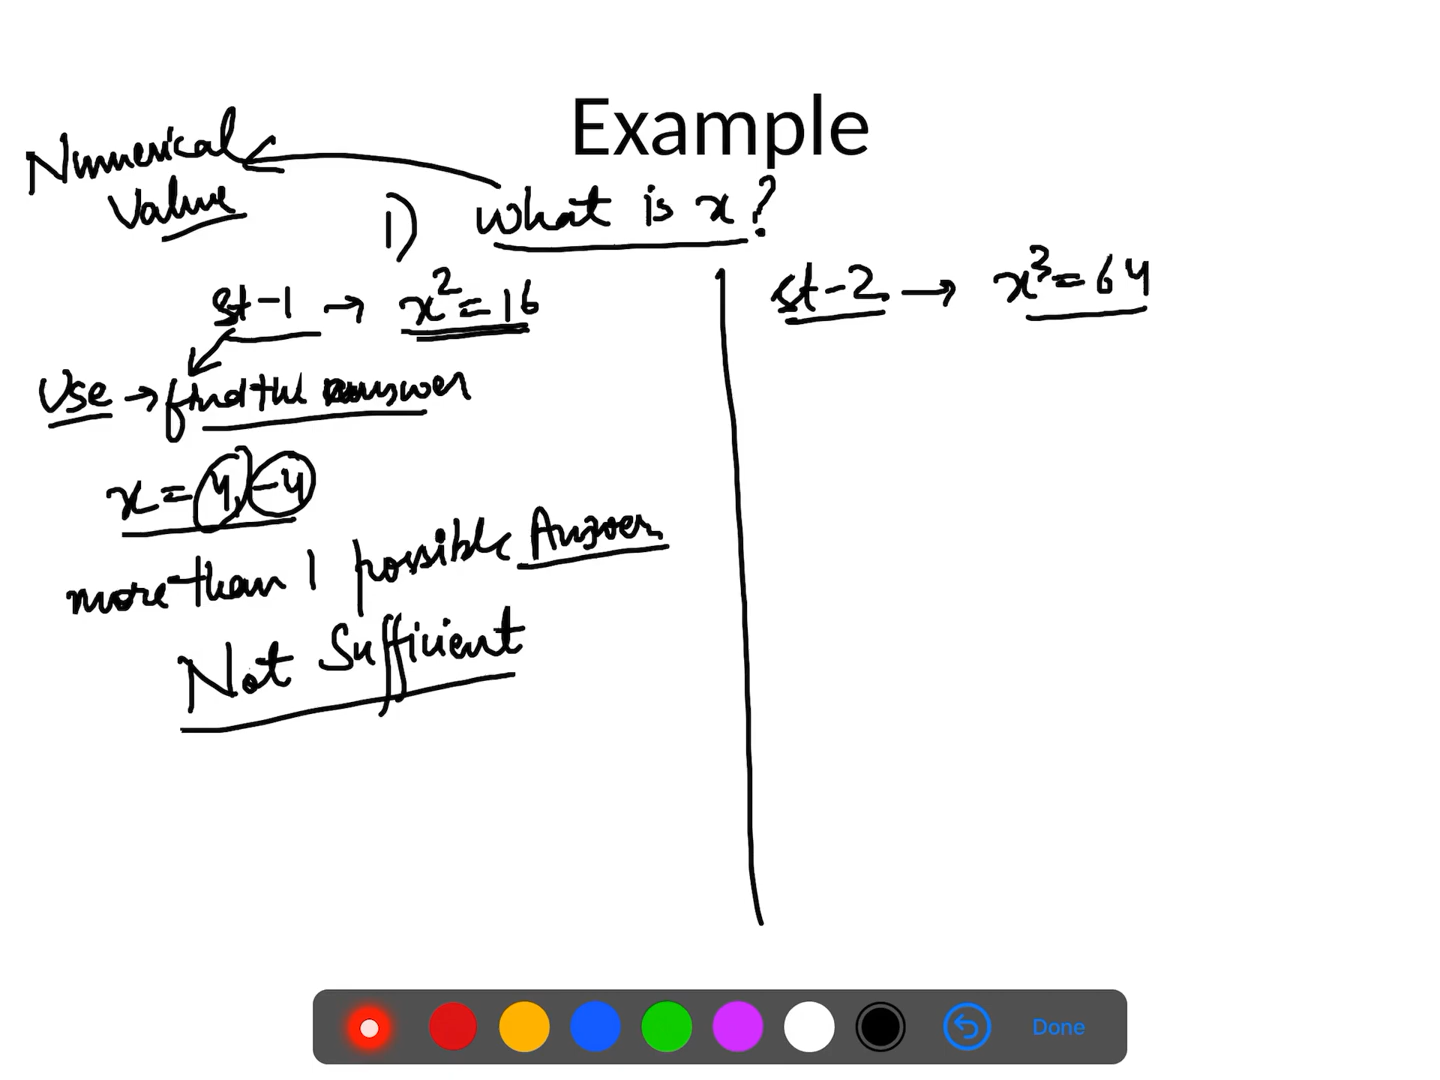 Example
Numerical
Value
1) What is x?
st-1 → x² = 16
Use → find the answer
x = 4, -4
more than 1 possible Answer
Not Sufficient
st-2 → x³ = 64
Done